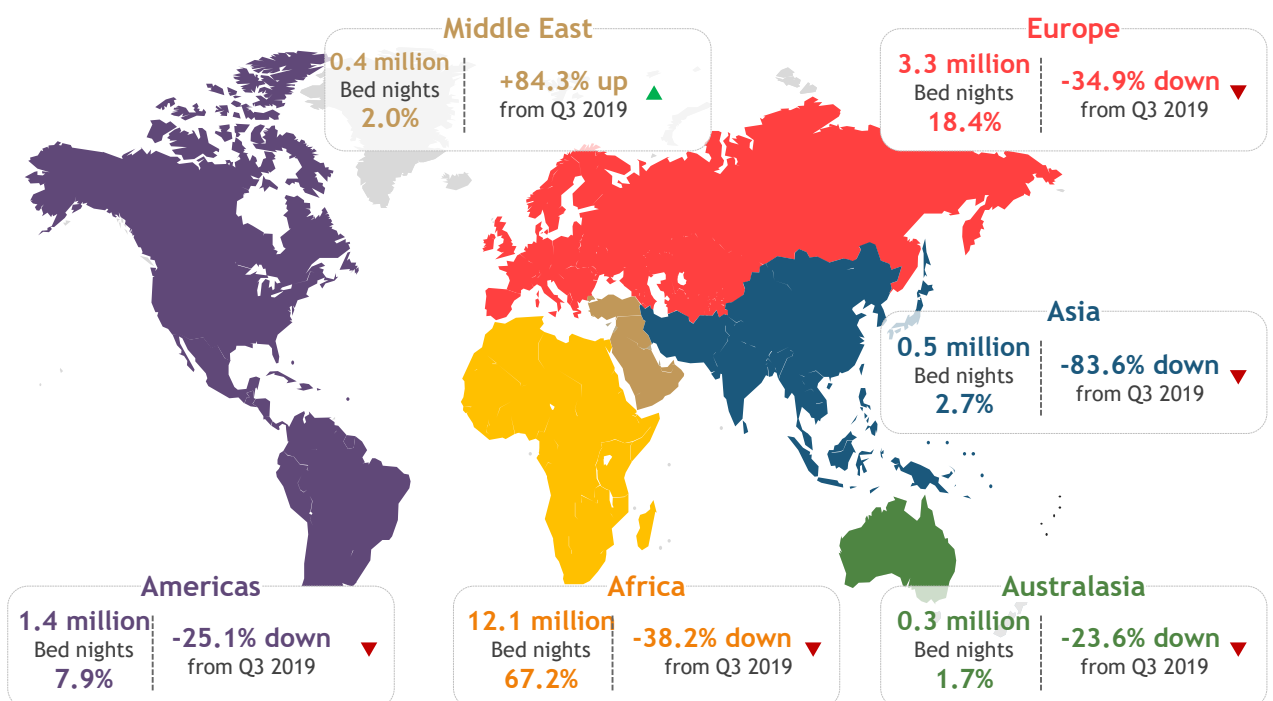 Middle East
0.4 million
Bed nights
2.0%
+84.3% up
from Q3 2019
Europe
3.3 million
Bed nights
18.4%
-34.9% down
from Q3 2019
Asia
0.5 million
Bed nights
2.7%
-83.6% down
from Q3 2019
Americas
1.4 million
Bed nights
7.9%
-25.1% down
from Q3 2019
Africa
12.1 million
Bed nights
67.2%
-38.2% down
from Q3 2019
Australasia
0.3 million
Bed nights
1.7%
-23.6% down
from Q3 2019